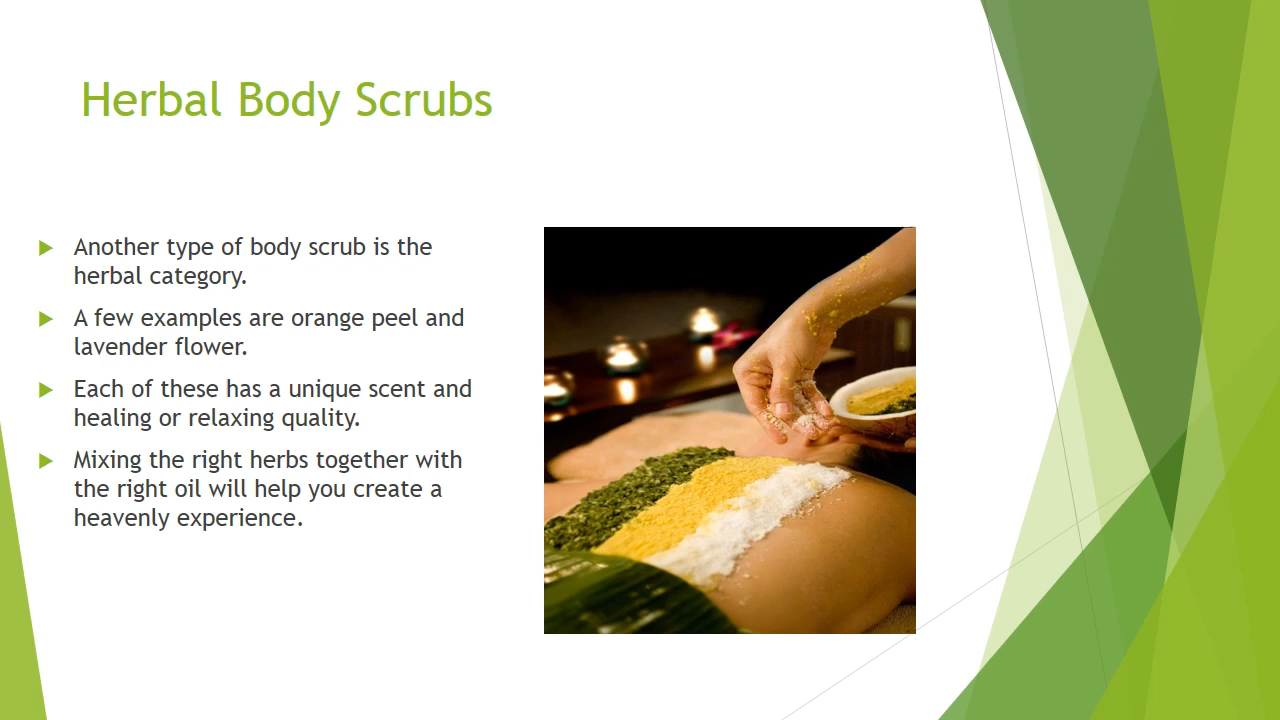 Herbal Body Scrubs
Another type of body scrub is the
herbal category.
A few examples are orange peel and
lavender flower.
Each of these has a unique scent and
healing or relaxing quality.
Mixing the right herbs together with
the right oil will help you create a
heavenly experience.